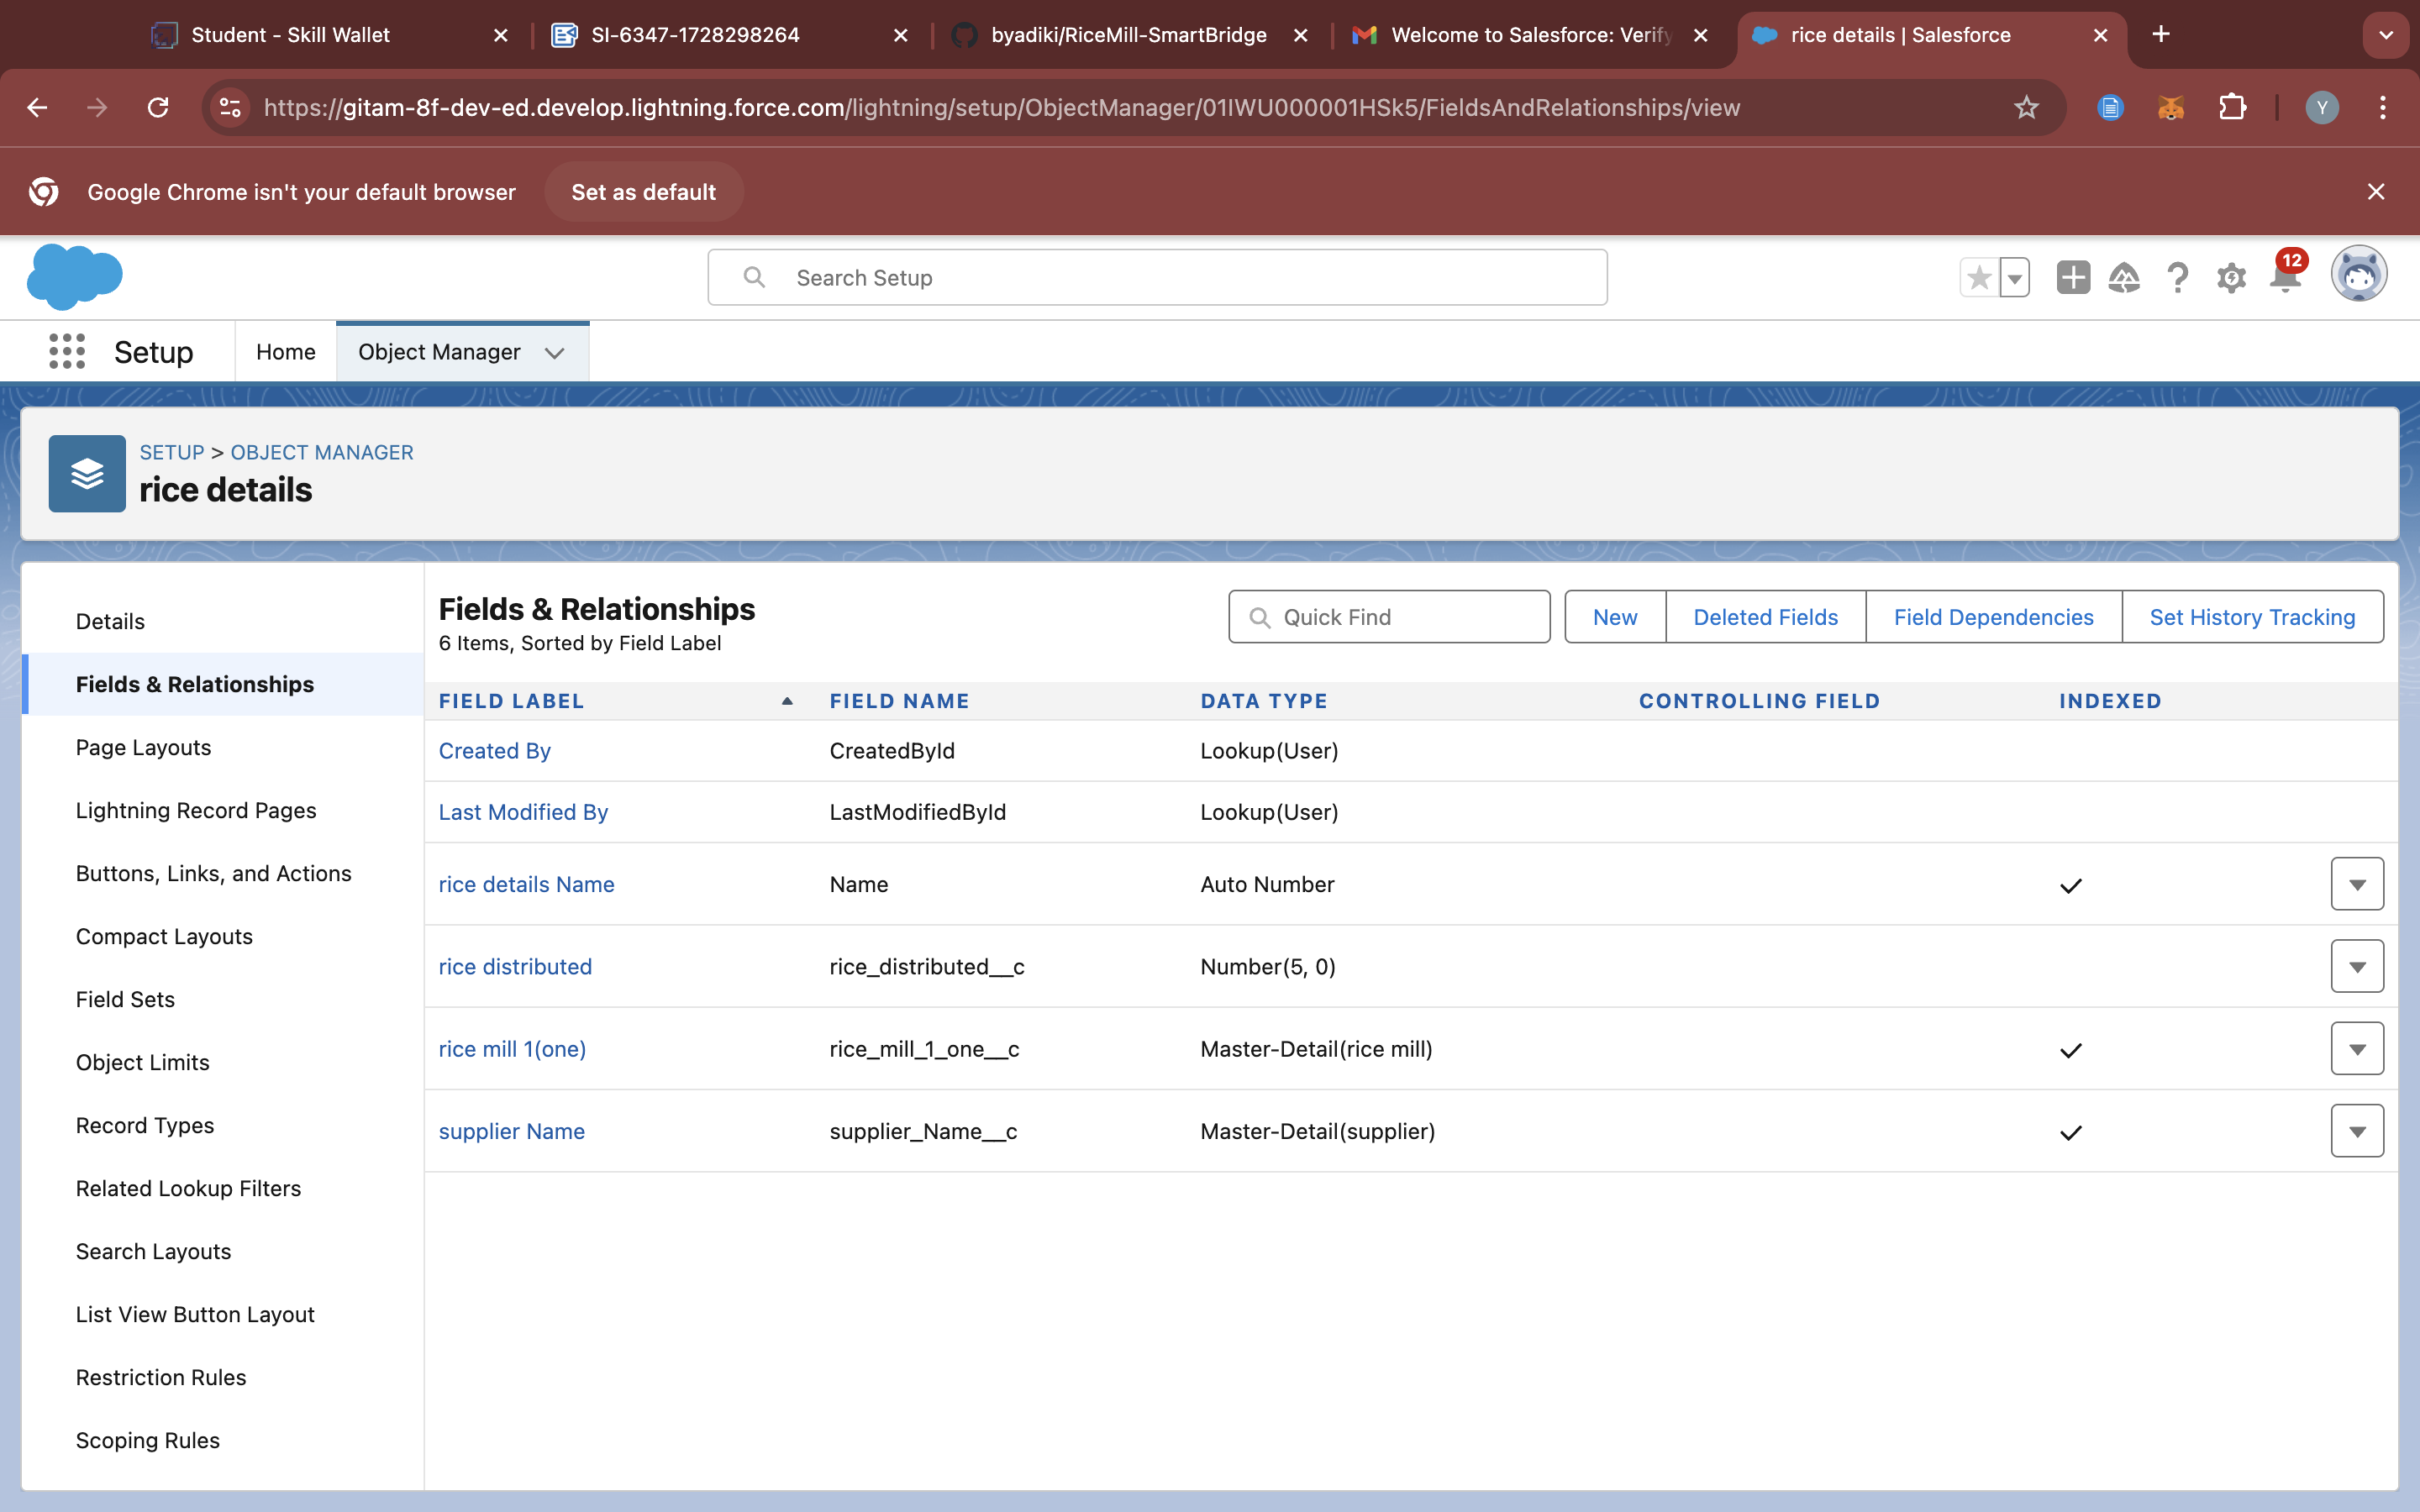 Student - Skill Wallet
SI-6347-1728298264
byadiki/RiceMill-SmartBridge
Welcome to Salesforce: Verify
rice details | Salesforce
https://gitam-8f-dev-ed.develop.lightning.force.com/lightning/setup/ObjectManager/01IWU000001HSk5/FieldsAndRelationships/view
Y
Google Chrome isn't your default browser
Set as default
Search Setup
12
Setup
Home
Object Manager
SETUP > OBJECT MANAGER
rice details
Details
Fields & Relationships
Page Layouts
Lightning Record Pages
Buttons, Links, and Actions
Compact Layouts
Field Sets
Object Limits
Record Types
Related Lookup Filters
Search Layouts
List View Button Layout
Restriction Rules
Scoping Rules
Fields & Relationships
6 Items, Sorted by Field Label
Quick Find
New
Deleted Fields
Field Dependencies
Set History Tracking
FIELD LABEL FIELD NAME DATA TYPE CONTROLLING FIELD INDEXED
Created By CreatedById Lookup(User)
Last Modified By LastModifiedById Lookup(User)
rice details Name Name Auto Number
rice distributed rice_distributed__c Number(5, 0)
rice mill 1(one) rice_mill_1_one__c Master-Detail(rice mill)
supplier Name supplier_Name__c Master-Detail(supplier)